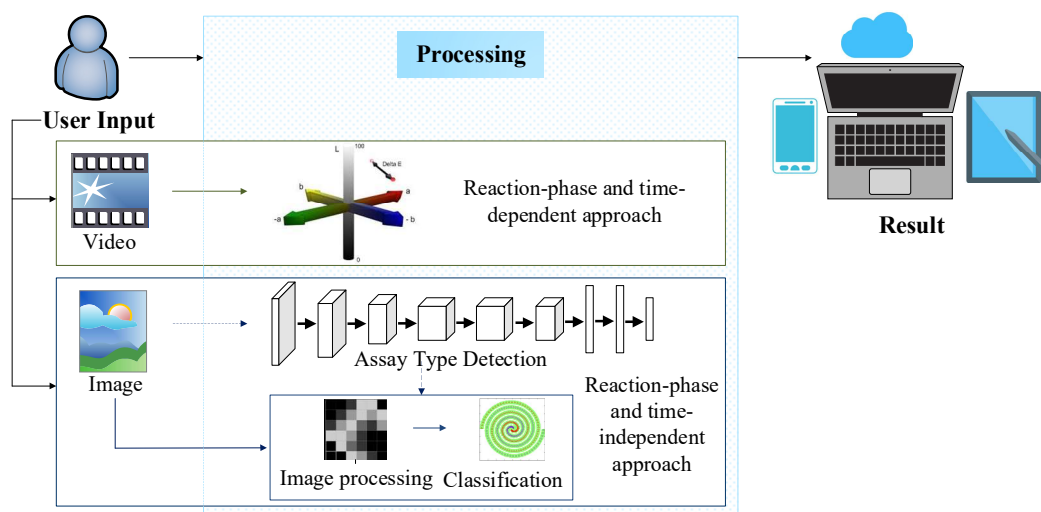 Processing
User Input
Video
L
100
Delta E
b
a
-a
- b
0
Reaction-phase and time-
dependent approach
Result
Image
Assay Type Detection
Image processing
Classification
Reaction-phase
and time-
independent
approach